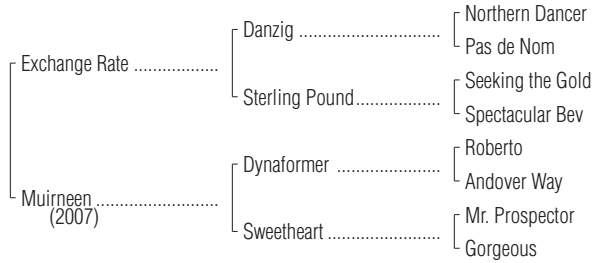 Northern Dancer
Danzig ................................
Pas de Nom
Exchange Rate ...................
Seeking the Gold
Sterling Pound...................
Spectacular Bev
Roberto
Dynaformer .......................
Andover Way
Muirneen ...........................
(2007)
Mr. Prospector
Sweetheart .........................
Gorgeous